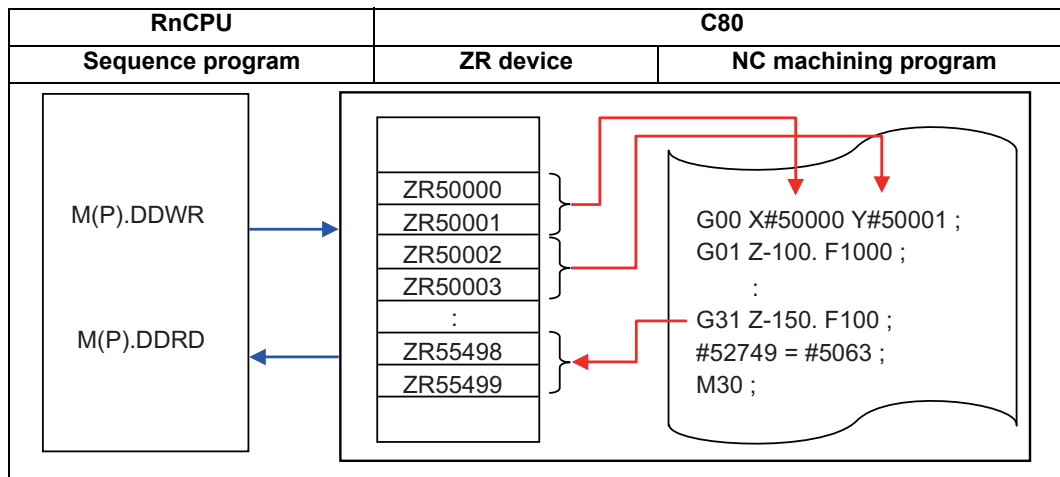 RnCPU
C80
Sequence program
ZR device
NC machining program
M(P).DDWR
M(P).DDRD
ZR50000
ZR50001
ZR50002
ZR50003
:
ZR55498
ZR55499
G00 X#50000 Y#50001 ;
G01 Z-100. F1000 ;
:
G31 Z-150. F100 ;
#52749 = #5063 ;
M30 ;